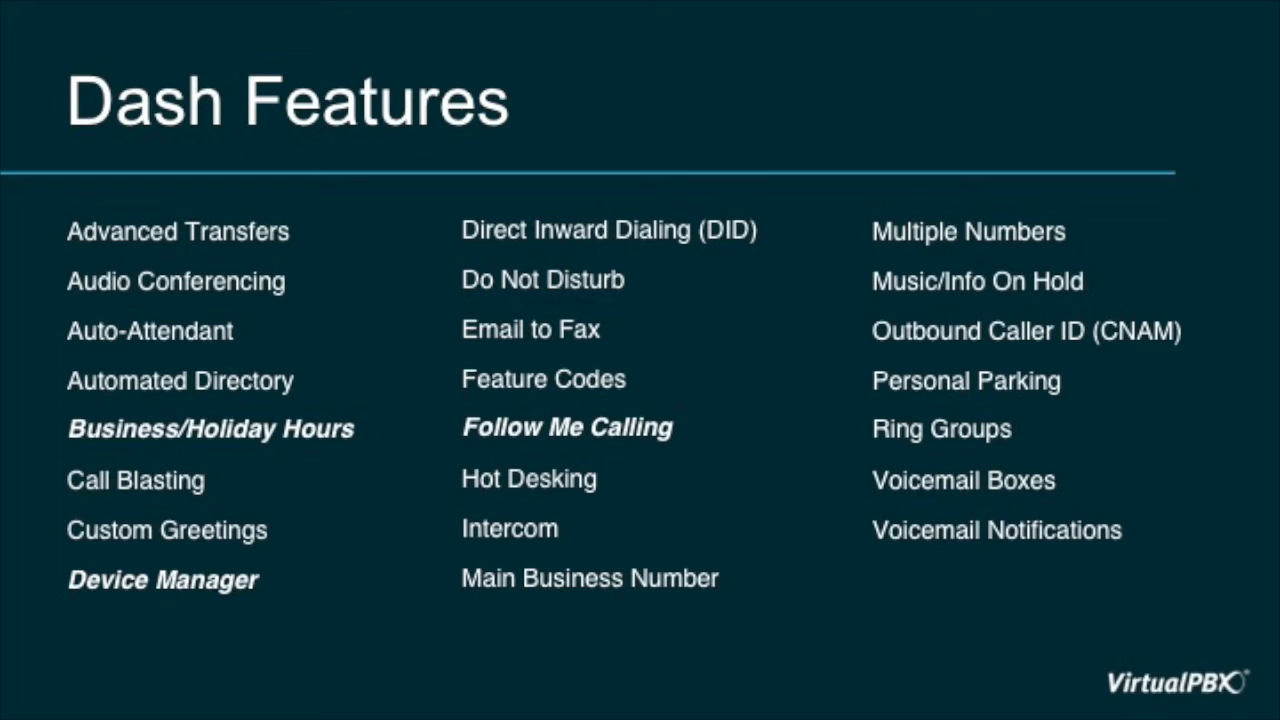 Dash Features
Advanced Transfers
Audio Conferencing
Auto-Attendant
Automated Directory
Business/Holiday Hours
Call Blasting
Custom Greetings
Device Manager
Direct Inward Dialing (DID)
Do Not Disturb
Email to Fax
Feature Codes
Follow Me Calling
Hot Desking
Intercom
Main Business Number
Multiple Numbers
Music/Info On Hold
Outbound Caller ID (CNAM)
Personal Parking
Ring Groups
Voicemail Boxes
Voicemail Notifications
VirtualPBX®